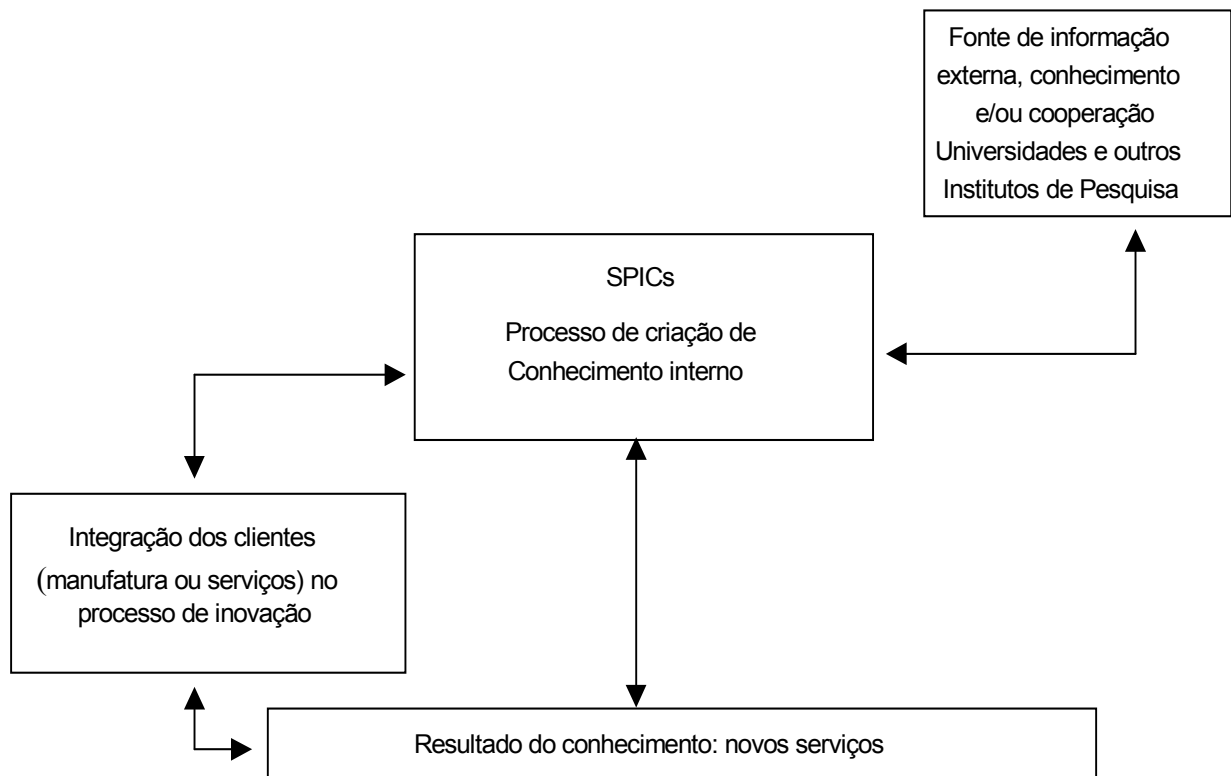 Fonte de informação
externa, conhecimento
e/ou cooperação
Universidades e outros
Institutos de Pesquisa
SPICs
Processo de criação de
Conhecimento interno
Integração dos clientes
(manufatura ou serviços) no
processo de inovação
Resultado do conhecimento: novos serviços